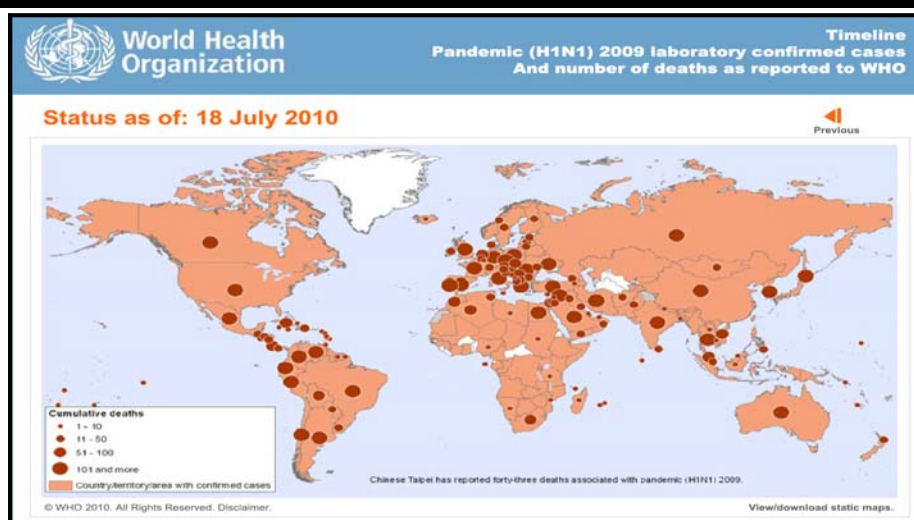 World Health
Organization
Timeline
Pandemic (H1N1) 2009 laboratory confirmed cases
And number of deaths as reported to WHO
Status as of: 18 July 2010
Previous
Cumulative deaths
1 - 10
11 - 50
51 - 100
101 and more
Country/territory/area with confirmed cases
Chinese Taipei has reported forty-three deaths associated with pandemic (H1N1) 2009.
© WHO 2010. All Rights Reserved. Disclaimer.
View/download static maps.